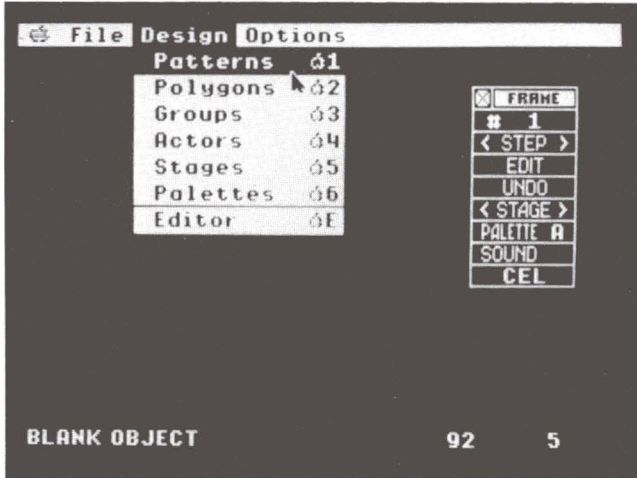 File Design Options
Patterns 1
Polygons 2
Groups 3
Actors 4
Stages 5
Palettes 6
Editor E
FRAME
# 1
< STEP >
EDIT
UNDO
< STAGE >
PALETTE A
SOUND
CEL
BLANK OBJECT 92 5